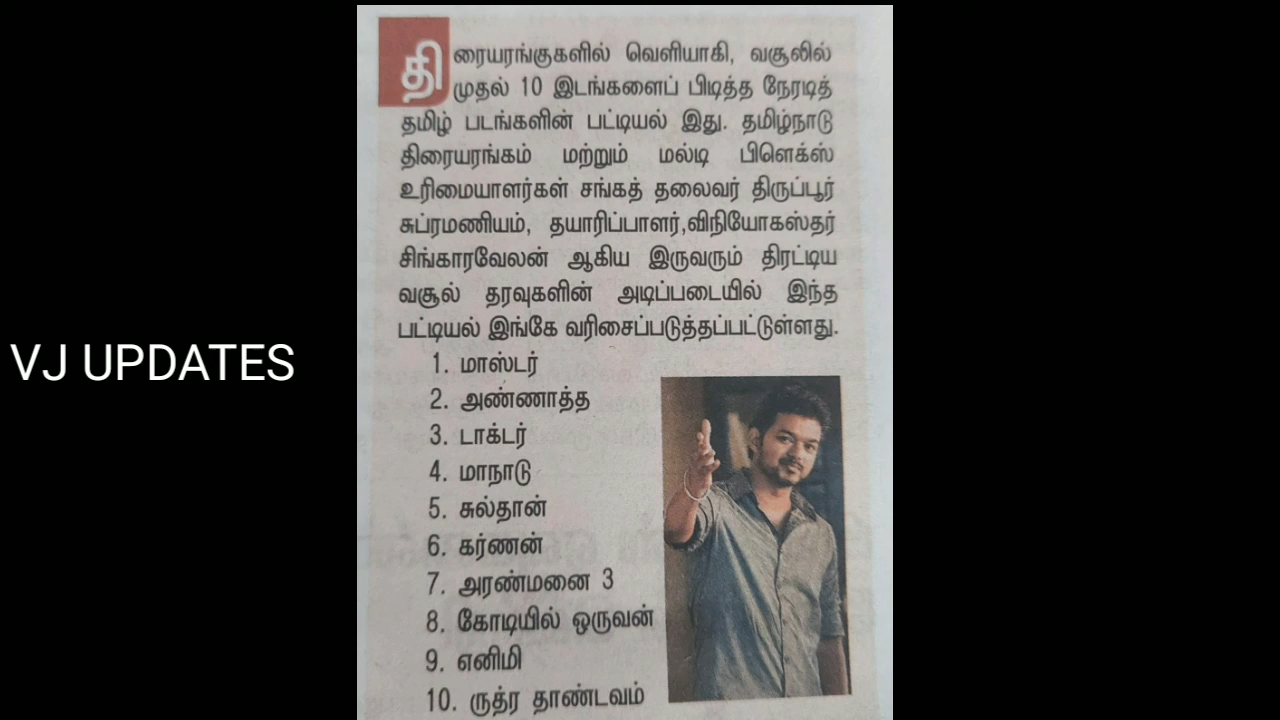 VJ UPDATES
திரையரங்குகளில் வெளியாகி, வசூலில்
முதல் 10 இடங்களைப் பிடித்த நேரடித்
தமிழ் படங்களின் பட்டியல் இது. தமிழ்நாடு
திரையரங்கம் மற்றும் மல்டி பிளெக்ஸ்
உரிமையாளர்கள் சங்கத் தலைவர் திருப்பூர்
சுப்ரமணியம், தயாரிப்பாளர்,விநியோகஸ்தர்
சிங்காரவேலன் ஆகிய இருவரும் திரட்டிய
வசூல் தரவுகளின் அடிப்படையில் இந்த
பட்டியல் இங்கே வரிசைப்படுத்தப்பட்டுள்ளது.
1. மாஸ்டர்
2. அண்ணாத்த
3. டாக்டர்
4. மாநாடு
5. சுல்தான்
6. கர்ணன்
7. அரண்மனை 3
8. கோடியில் ஒருவன்
9. எனிமி
10. ருத்ர தாண்டவம்